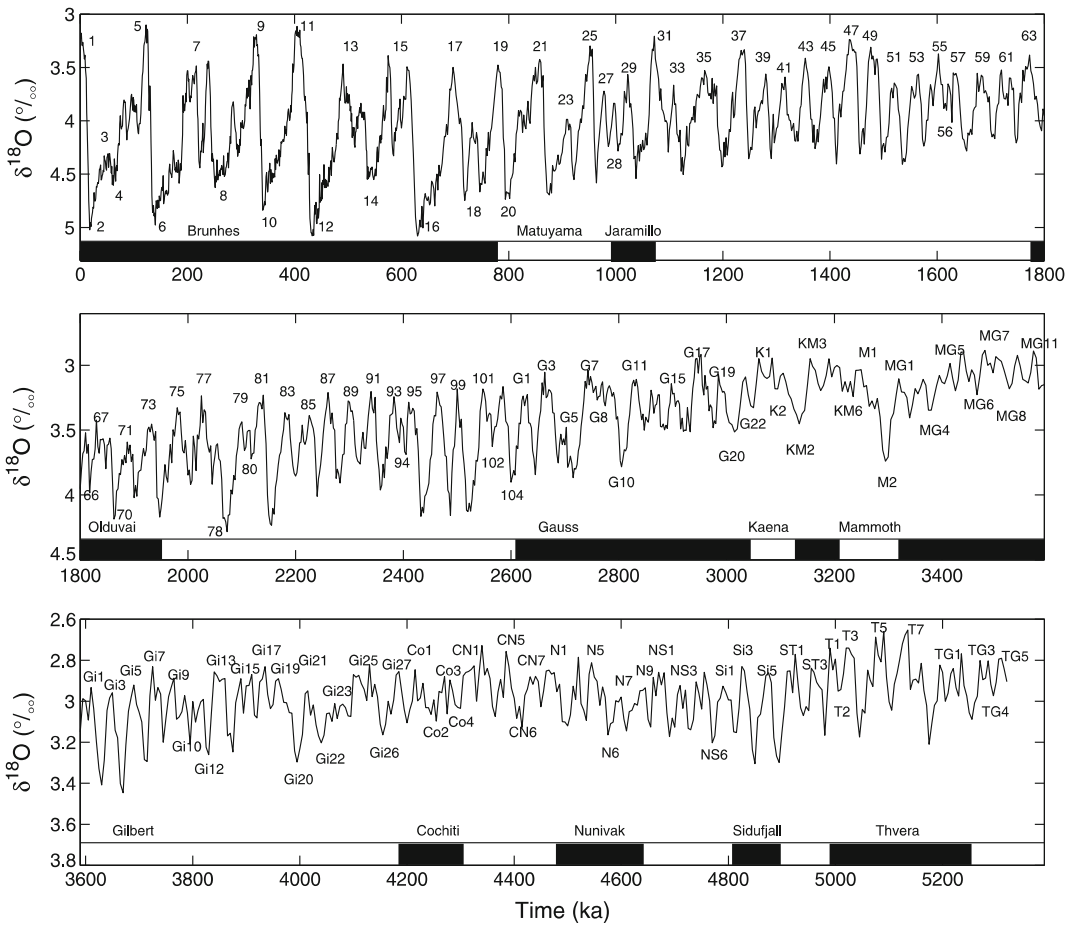 3
3.5
4
4.5
5
δ18O (°/∞)
1 2 3 4 5 6 7 8 9 10 11 12 13 14 15 16 17 18 19 20 21 23 25 27 28 29 31 33 35 37 39 41 43 45 47 49 51 53 55 56 57 59 61 63
Brunhes Matuyama Jaramillo
0 200 400 600 800 1000 1200 1400 1600 1800
3
3.5
4
4.5
δ18O (°/∞)
66 67 70 71 73 75 77 78 79 80 81 83 85 87 89 91 93 94 95 97 99 101 102 104 G1 G3 G5 G7 G8 G10 G11 G15 G17 G19 G20 G22 K1 K2 KM2 KM3 KM6 M1 M2 MG1 MG4 MG5 MG6 MG7 MG8 MG11
Olduvai Gauss Kaena Mammoth
1800 2000 2200 2400 2600 2800 3000 3200 3400
2.6
2.8
3
3.2
3.4
3.6
3.8
δ18O (°/∞)
Gi1 Gi3 Gi5 Gi7 Gi9 Gi10 Gi12 Gi13 Gi15 Gi17 Gi19 Gi20 Gi21 Gi22 Gi23 Gi25 Gi26 Gi27 Co1 Co2 Co3 Co4 CN1 CN5 CN6 CN7 N1 N5 N6 N7 N9 NS1 NS3 NS6 Si1 Si3 Si5 ST1 ST3 T1 T2 T3 T5 T7 TG1 TG3 TG4 TG5
Gilbert Cochiti Nunivak Sidufjall Thvera
3600 3800 4000 4200 4400 4600 4800 5000 5200
Time (ka)